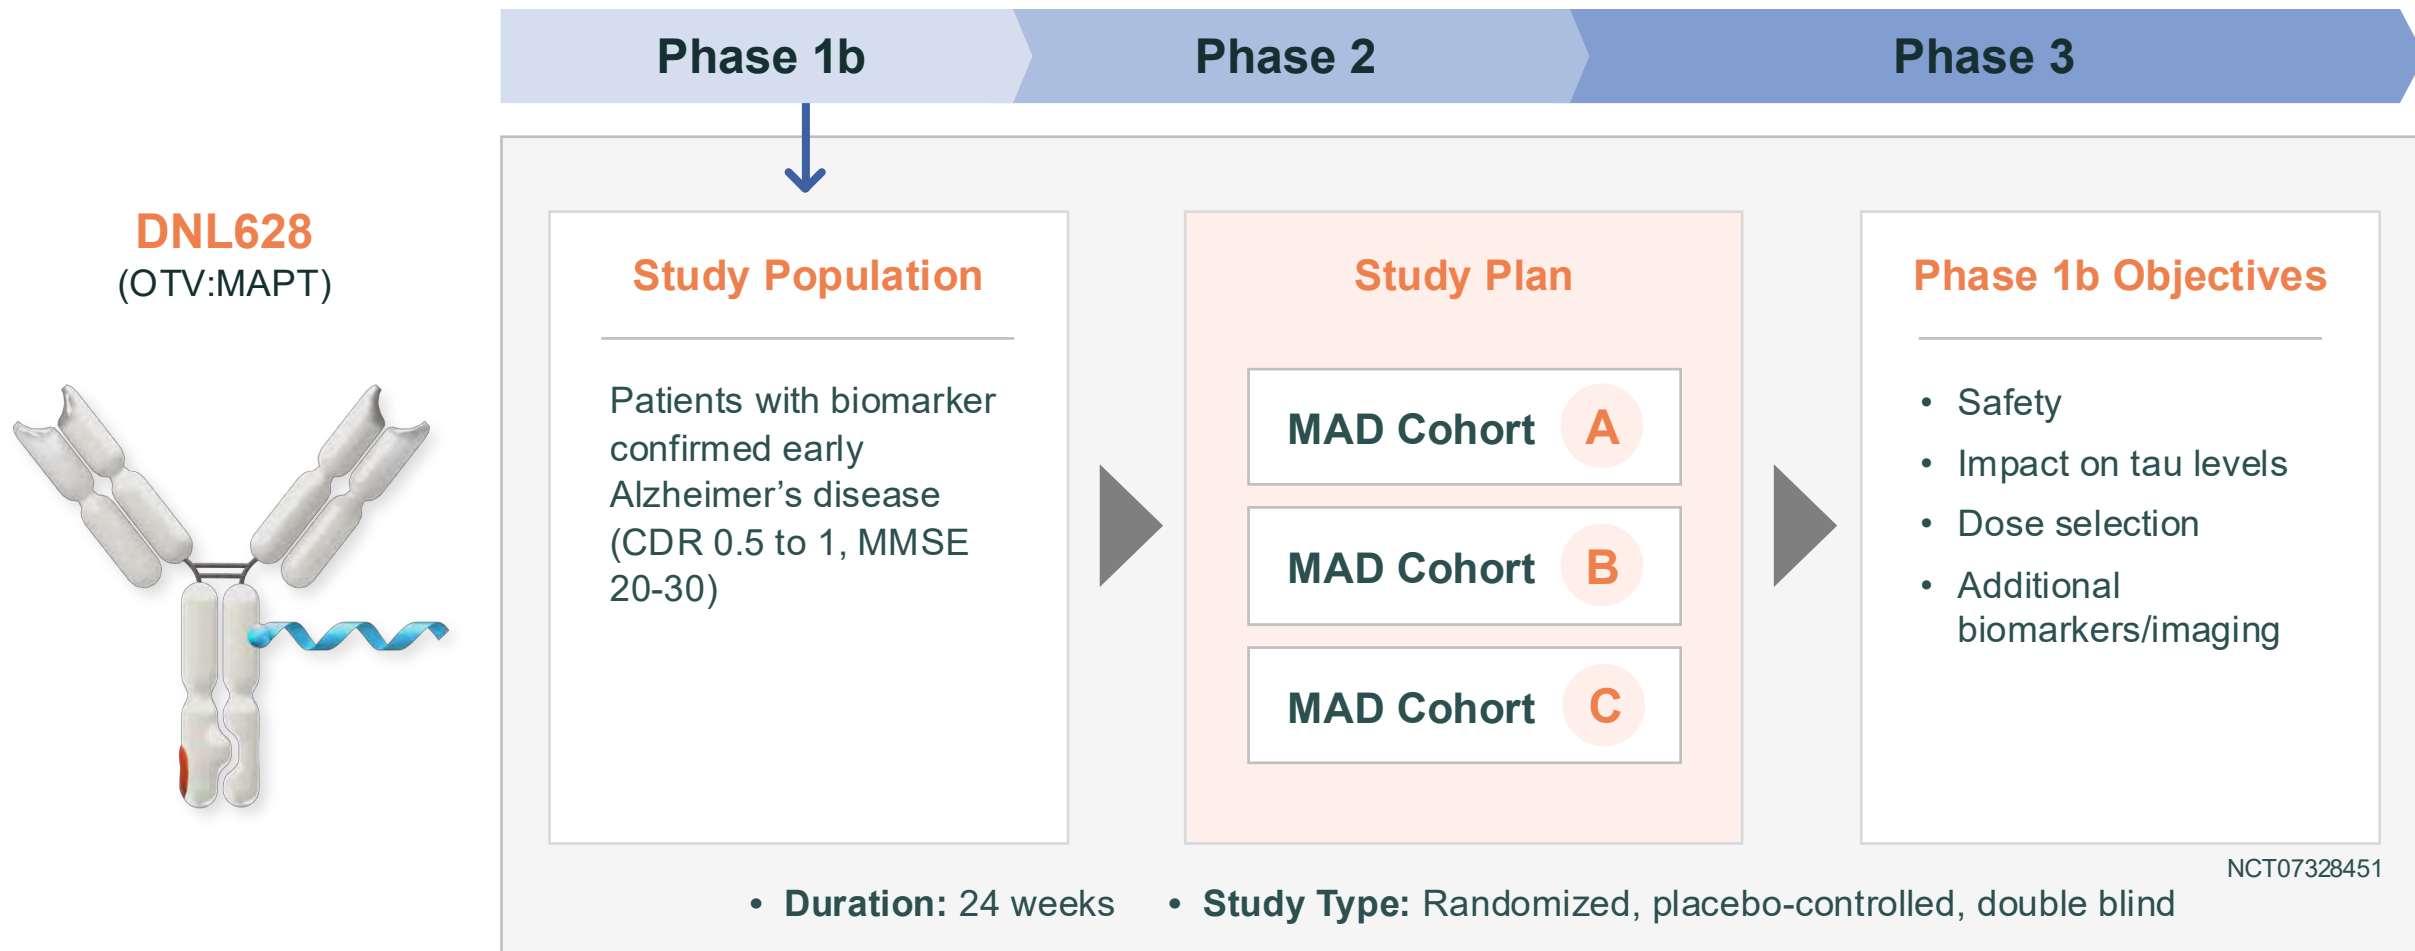 Phase 1b
Phase 2
Phase 3
DNL628
(OTV:MAPT)
Study Population
Patients with biomarker
confirmed early
Alzheimer’s disease
(CDR 0.5 to 1, MMSE
20-30)
Study Plan
MAD Cohort A
MAD Cohort B
MAD Cohort C
Phase 1b Objectives
• Safety
• Impact on tau levels
• Dose selection
• Additional
biomarkers/imaging
NCT07328451
• Duration: 24 weeks
• Study Type: Randomized, placebo-controlled, double blind